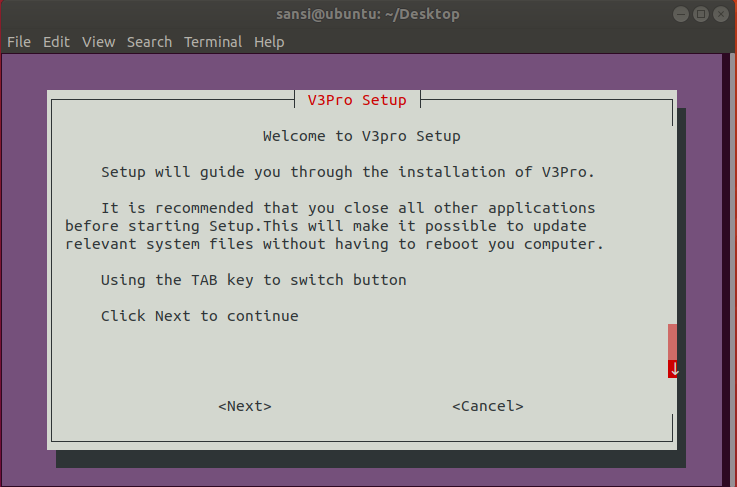 sansi@ubuntu: ~/Desktop
File Edit View Search Terminal Help
V3Pro Setup
Welcome to V3pro Setup
Setup will guide you through the installation of V3Pro.
It is recommended that you close all other applications
before starting Setup.This will make it possible to update
relevant system files without having to reboot you computer.
Using the TAB key to switch button
Click Next to continue
<Next> <Cancel>